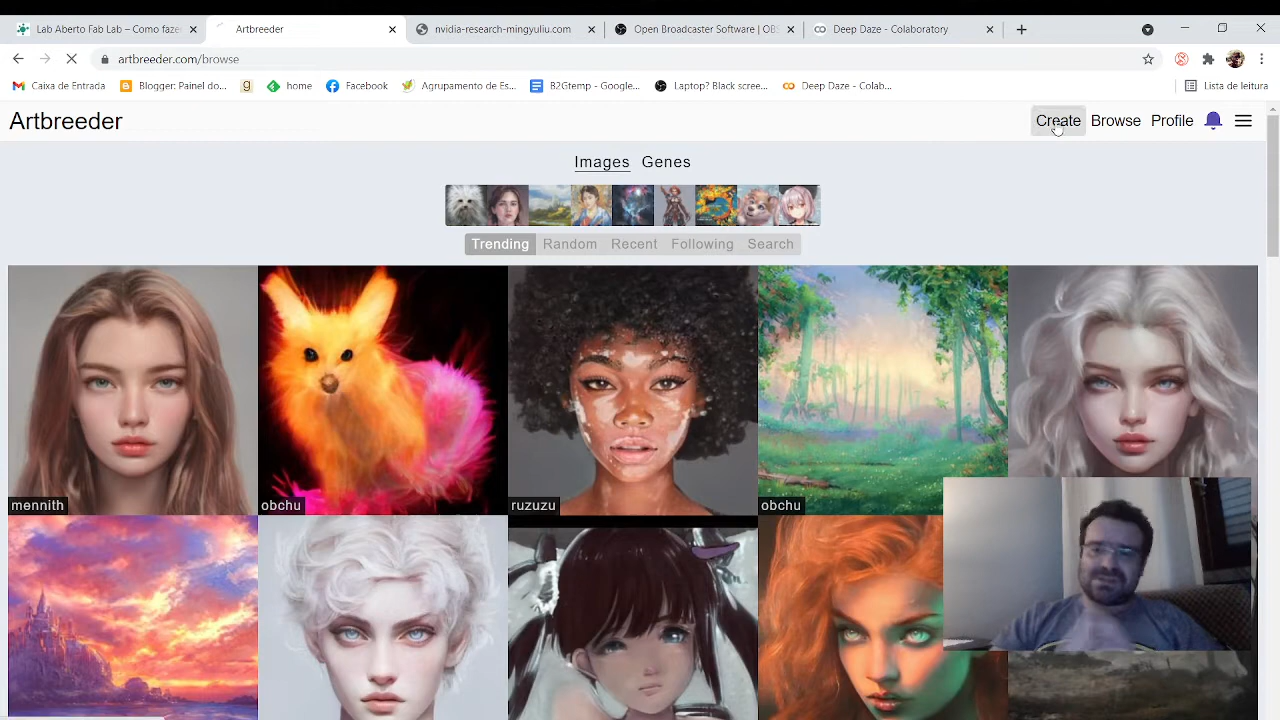 Lab Aberto Fab Lab – Como faze
Artbreeder
nvidia-research-mingyuliu.com
Open Broadcaster Software | OBS
Deep Daze - Colaboratory
artbreeder.com/browse
Caixa de Entrada
Blogger: Painel do...
home
Facebook
Agrupamento de Es...
B2Gtemp - Google...
Laptop? Black scree...
Deep Daze - Colab...
Lista de leitura
Artbreeder
Create
Browse
Profile
Images
Genes
Trending
Random
Recent
Following
Search
mennith
obchu
ruzuzu
obchu